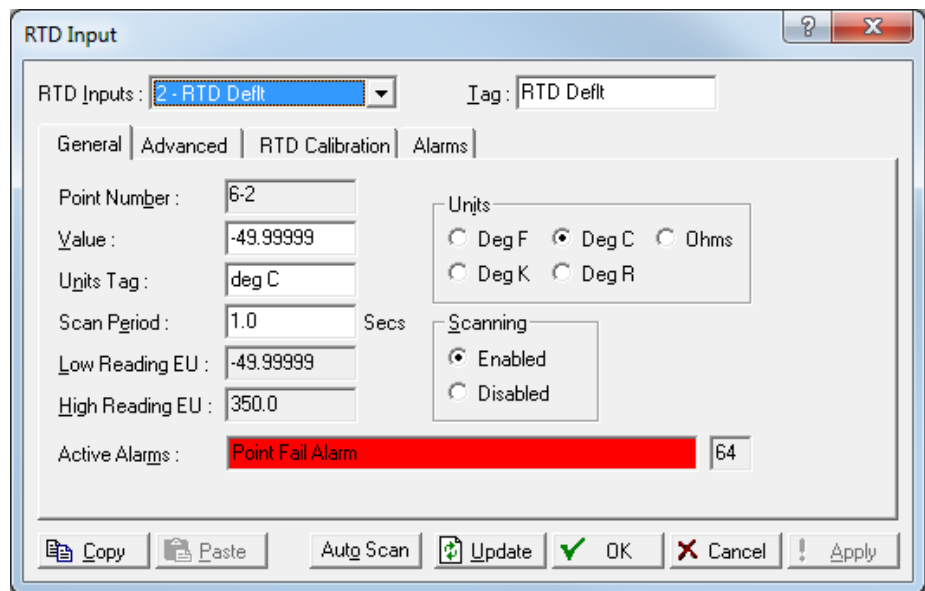 RTD Input
RTD Inputs : 2 - RTD Deflt Tag : RTD Deflt
General Advanced RTD Calibration Alarms
Point Number : 6-2
Units
Value : -49.99999
Deg F Deg C Ohms
Units Tag : deg C
Deg K Deg R
Scan Period : 1.0 Secs
Scanning
Low Reading EU : -49.99999
Enabled
High Reading EU : 350.0
Disabled
Active Alarms : Point Fail Alarm 64
Copy Paste Auto Scan Update OK Cancel ! Apply